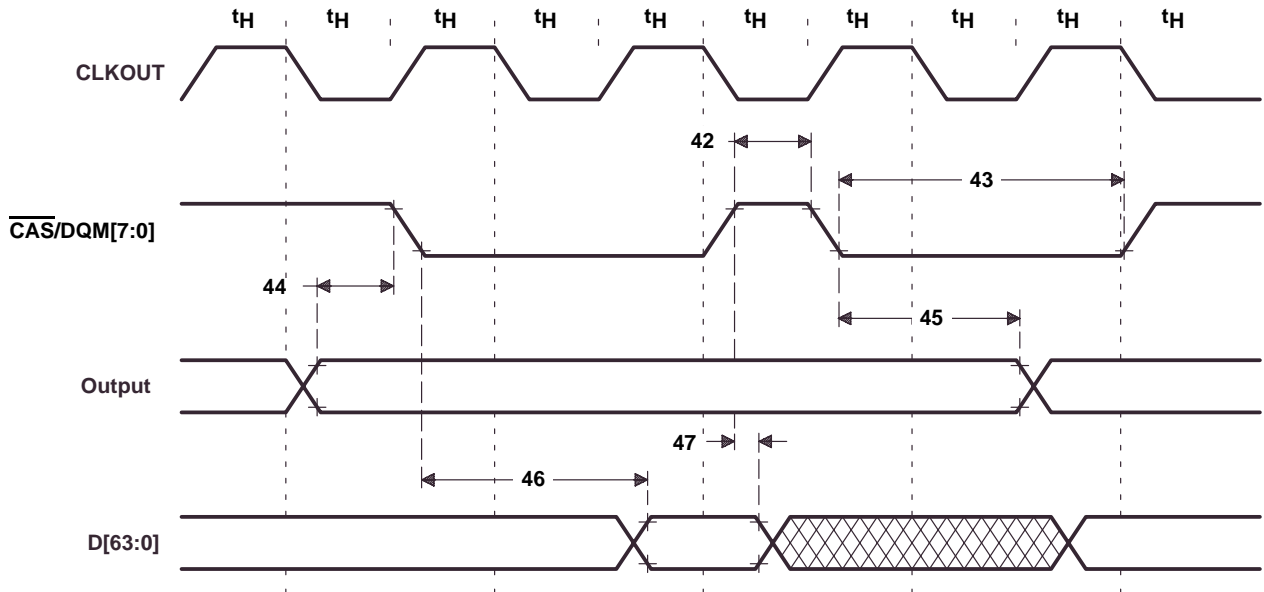 tH tH tH tH tH tH tH tH tH tH
CLKOUT
42
43
CAS/DQM[7:0]
44
45
Output
47
46
D[63:0]